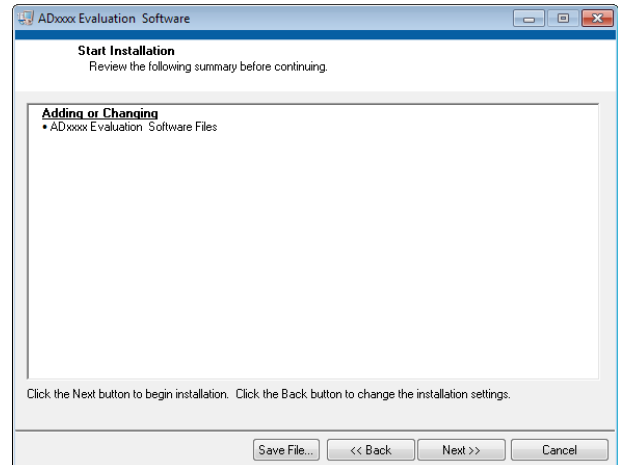 ADxxxx Evaluation Software
Start Installation
Review the following summary before continuing.
Adding or Changing
• ADxxxx Evaluation Software Files
Click the Next button to begin installation. Click the Back button to change the installation settings.
Save File... << Back Next >> Cancel